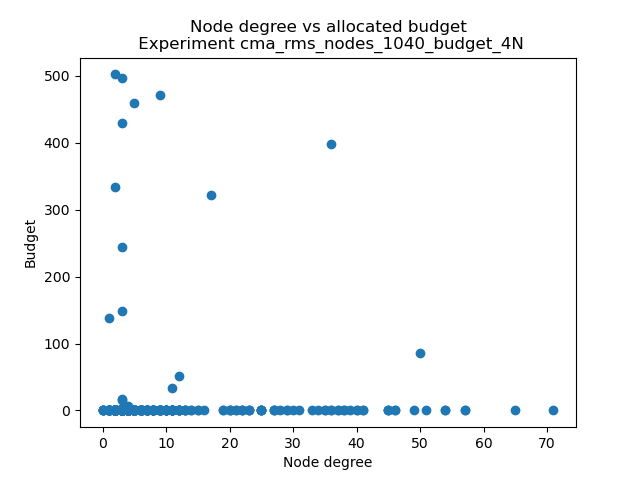 Node degree vs allocated budget
Experiment cma_rms_nodes_1040_budget_4N
500
400
300
200
100
0
Budget
0 10 20 30 40 50 60 70
Node degree